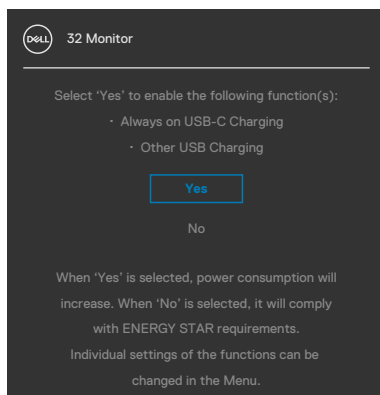 DELL
32 Monitor
Select ‘Yes’ to enable the following function(s):
· Always on USB-C Charging
· Other USB Charging
Yes
No
When ‘Yes’ is selected, power consumption will
increase. When ‘No’ is selected, it will comply
with ENERGY STAR requirements.
Individual settings of the functions can be
changed in the Menu.